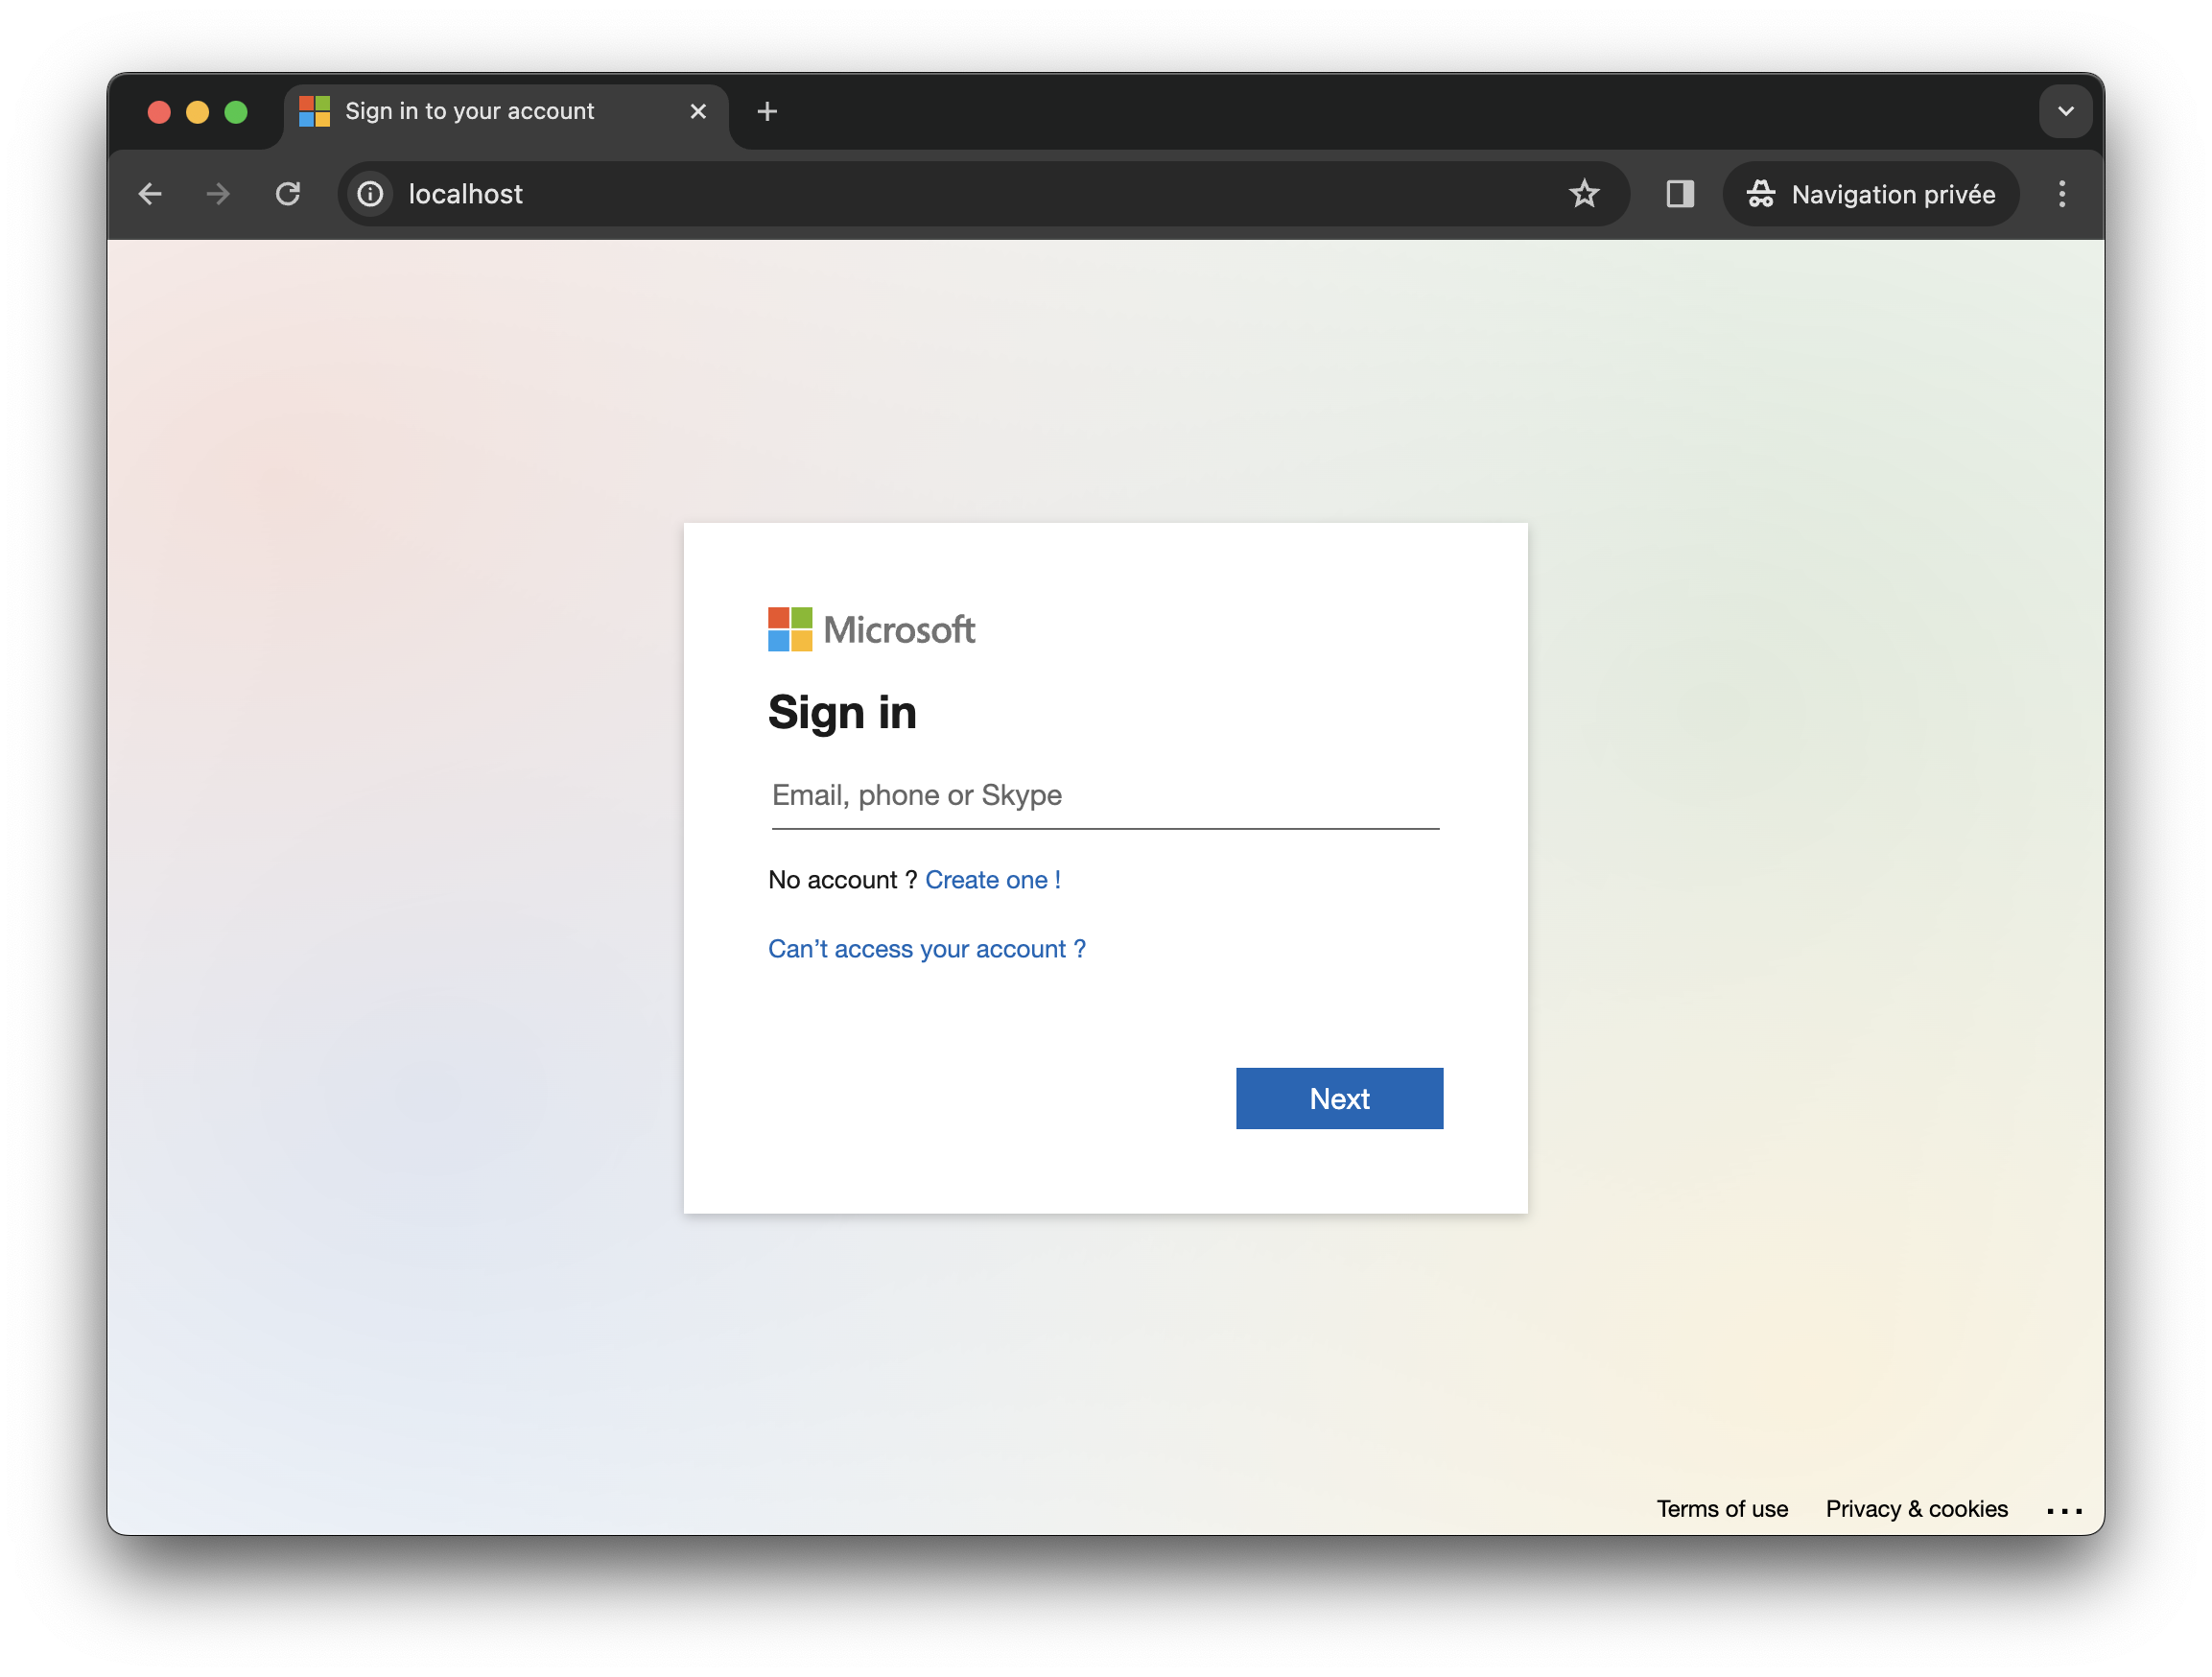 Sign in to your account
localhost
Navigation privée
Microsoft
Sign in
Email, phone or Skype
No account ? Create one !
Can’t access your account ?
Next
Terms of use Privacy & cookies